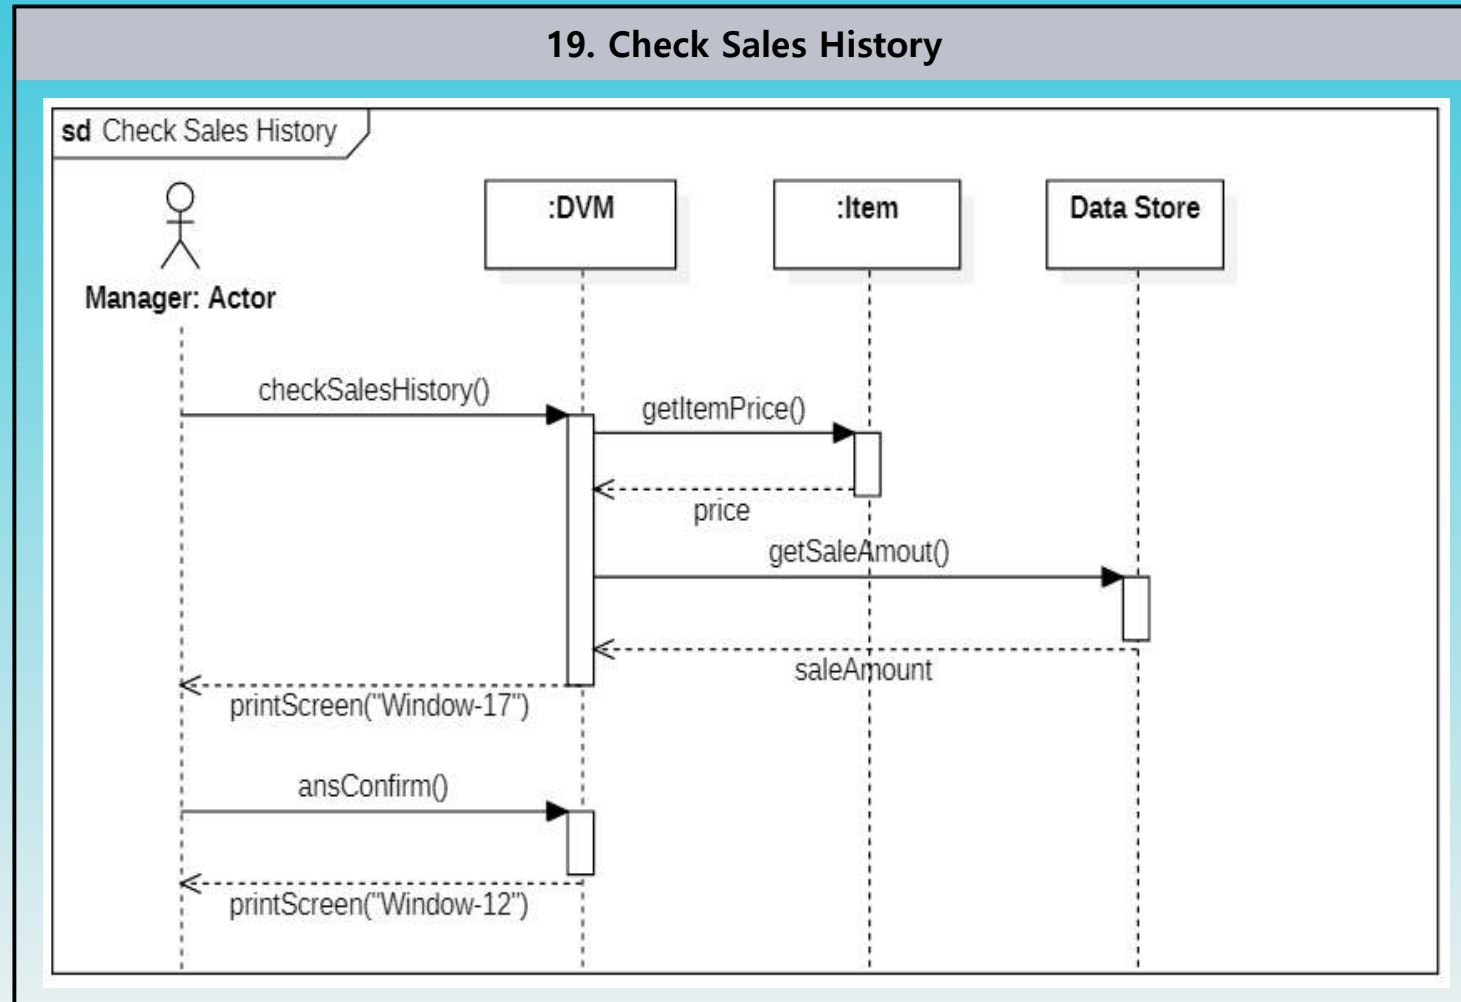 19. Check Sales History
sd Check Sales History
:DVM
:Item
Data Store
Manager: Actor
checkSalesHistory()
getItemPrice()
price
getSaleAmout()
saleAmount
printScreen("Window-17")
ansConfirm()
printScreen("Window-12")